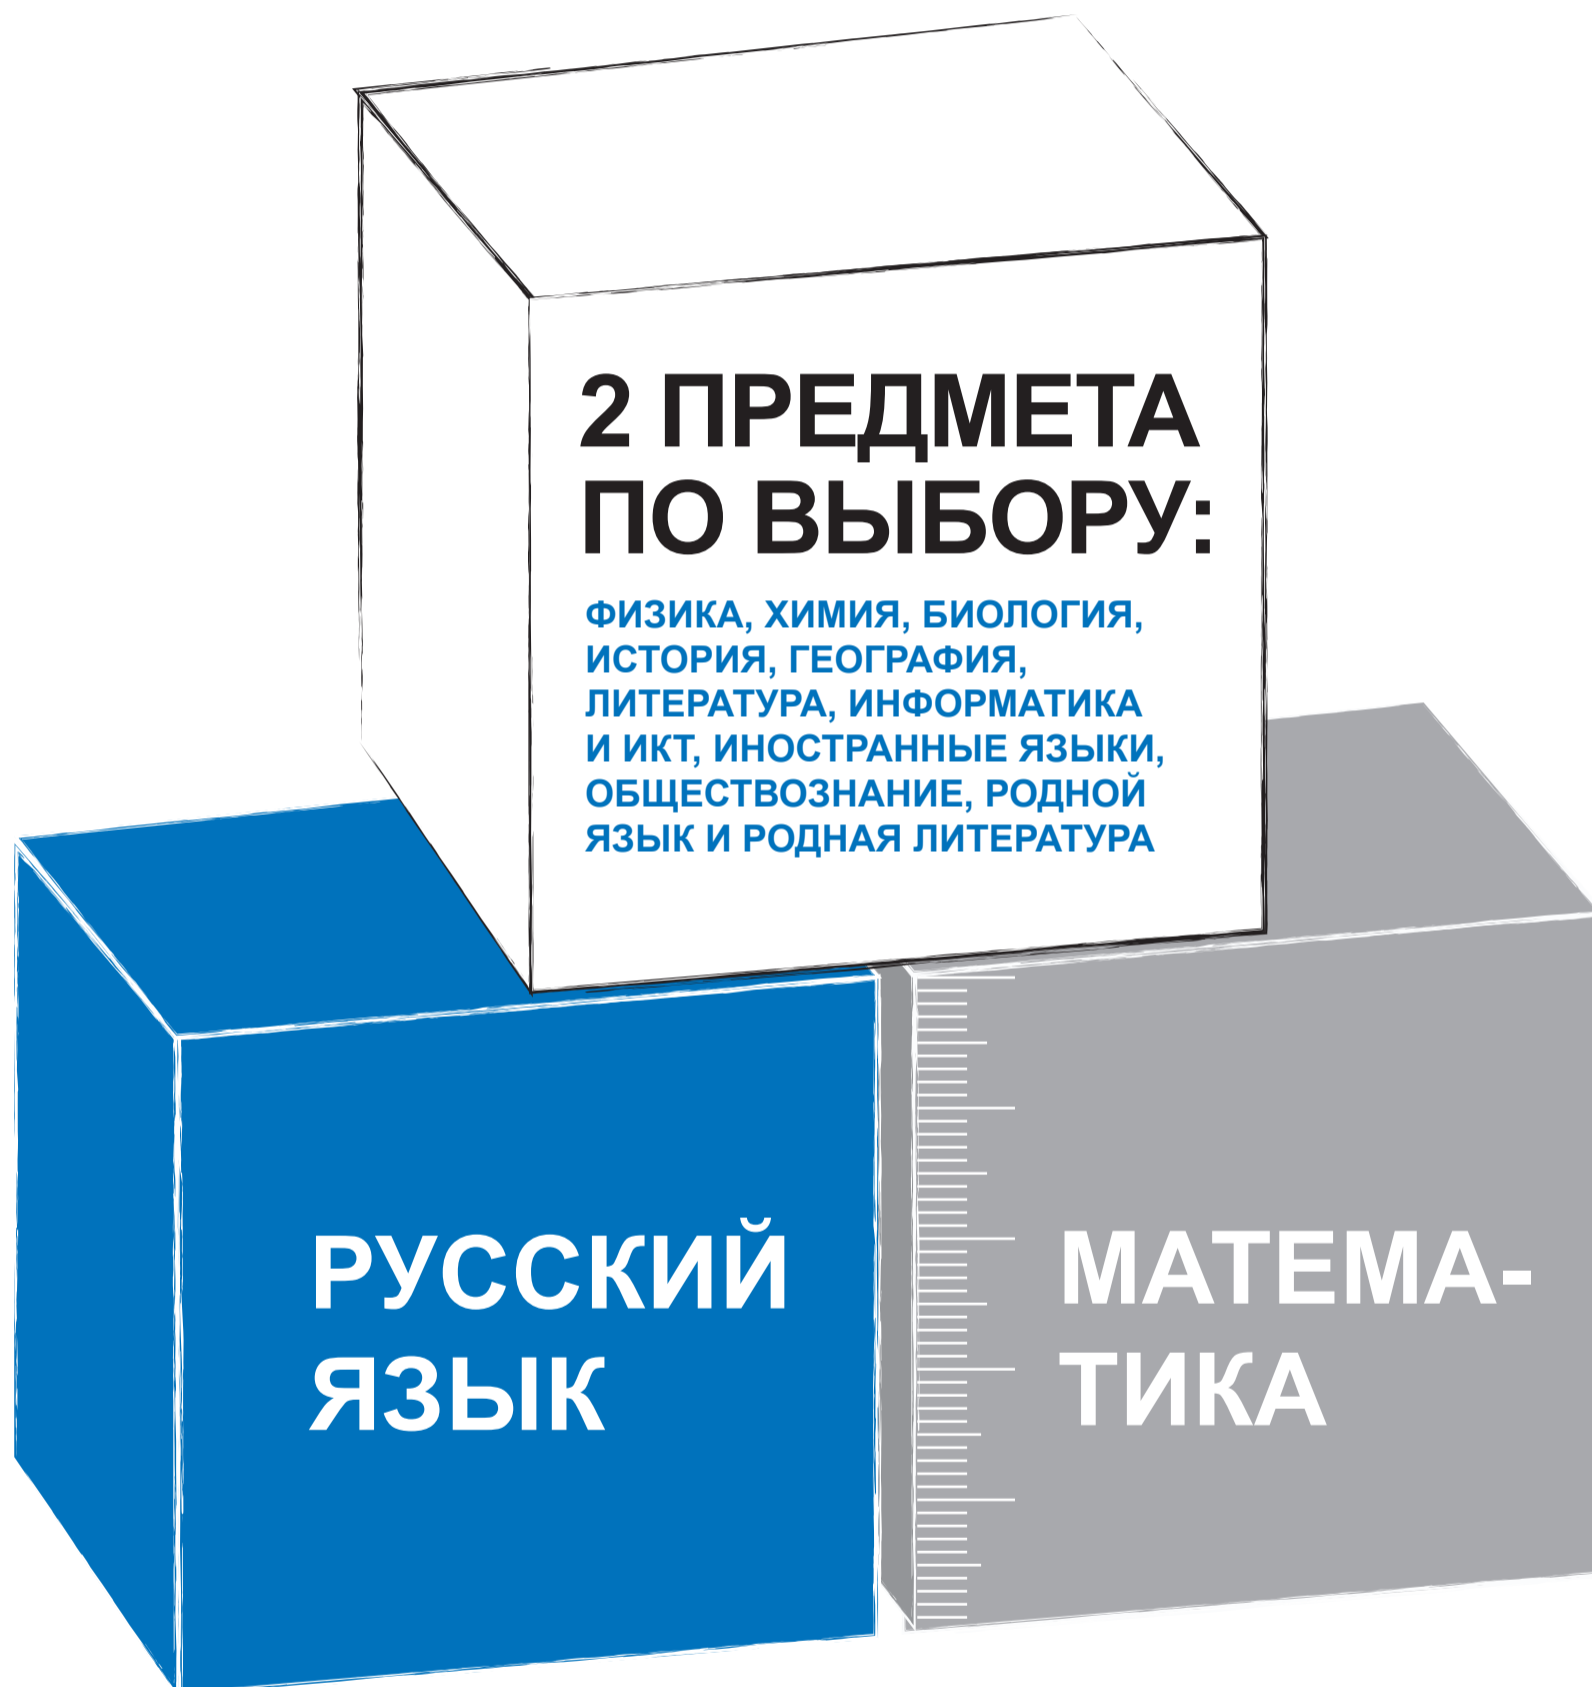 2 ПРЕДМЕТА
ПО ВЫБОРУ:
ФИЗИКА, ХИМИЯ, БИОЛОГИЯ,
ИСТОРИЯ, ГЕОГРАФИЯ,
ЛИТЕРАТУРА, ИНФОРМАТИКА
И ИКТ, ИНОСТРАННЫЕ ЯЗЫКИ,
ОБЩЕСТВОЗНАНИЕ, РОДНОЙ
ЯЗЫК И РОДНАЯ ЛИТЕРАТУРА
РУССКИЙ
ЯЗЫК
МАТЕМА-
ТИКА